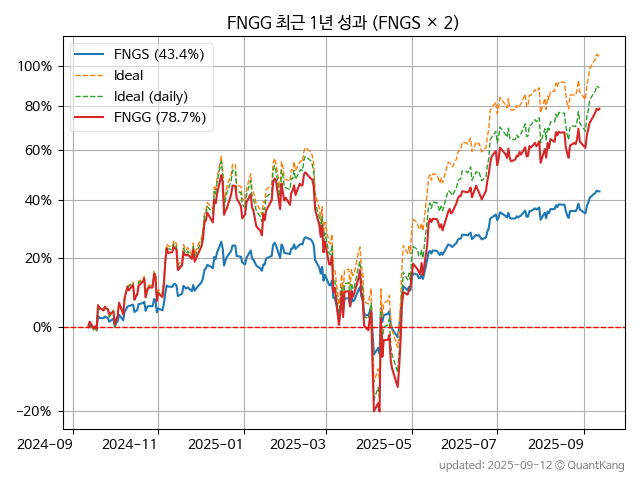 FNGG 최근 1년 성과 (FNGS × 2)
FNGS (43.4%)
Ideal
Ideal (daily)
FNGG (78.7%)
100%
80%
60%
40%
20%
0%
−20%
2024-09
2024-11
2025-01
2025-03
2025-05
2025-07
2025-09
updated: 2025-09-12 © QuantKang